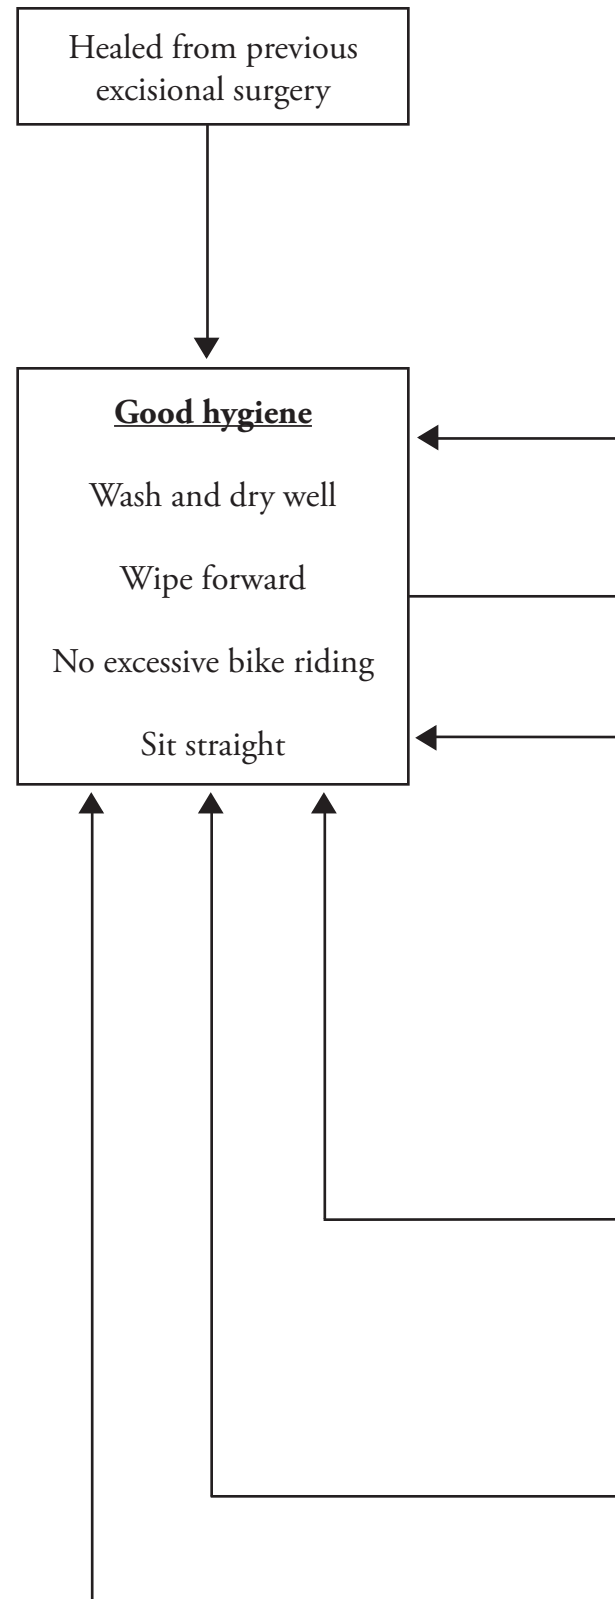 Healed from previous
excisional surgery
Good hygiene
Wash and dry well
Wipe forward
No excessive bike riding
Sit straight